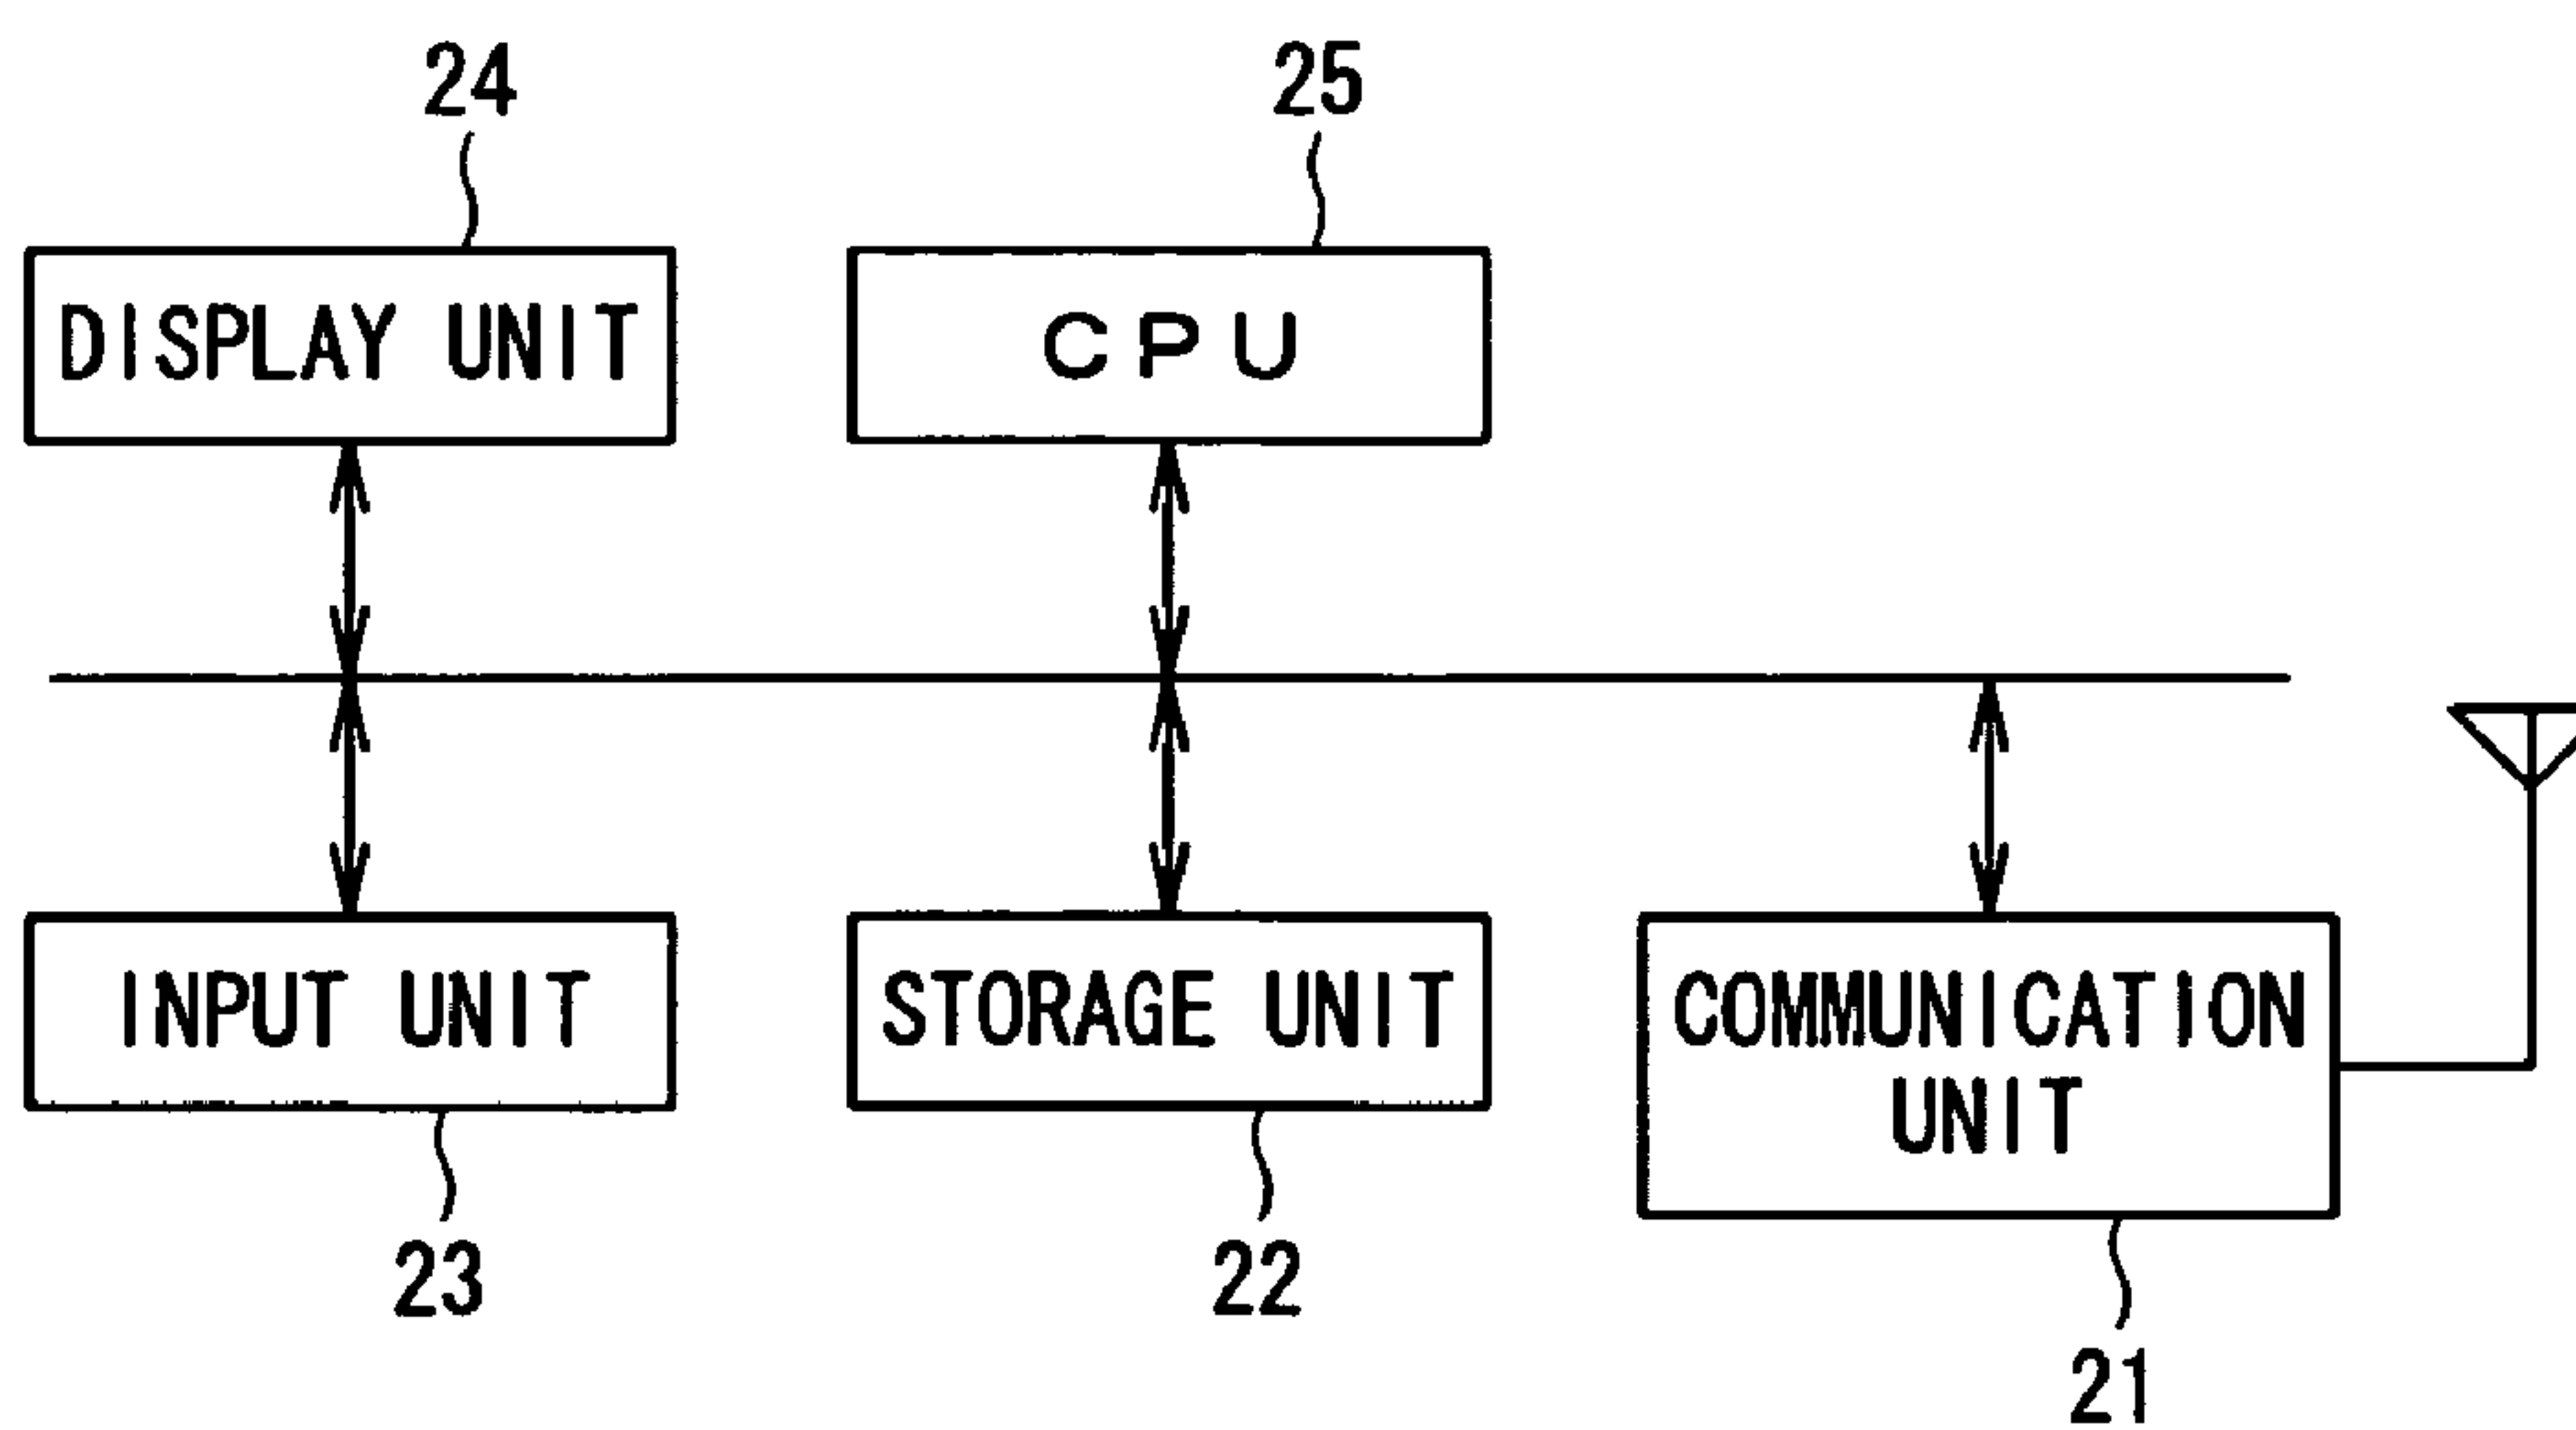 24
25
DISPLAY UNIT
CPU
INPUT UNIT
STORAGE UNIT
COMMUNICATION
UNIT
23
22
21